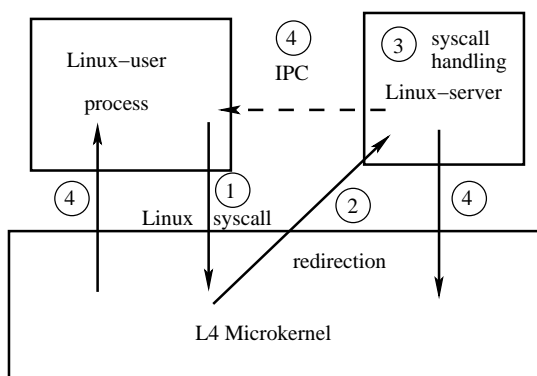 Linux−user
process
4
IPC
3
syscall
handling
Linux−server
4
1
Linux syscall
2
4
redirection
L4 Microkernel